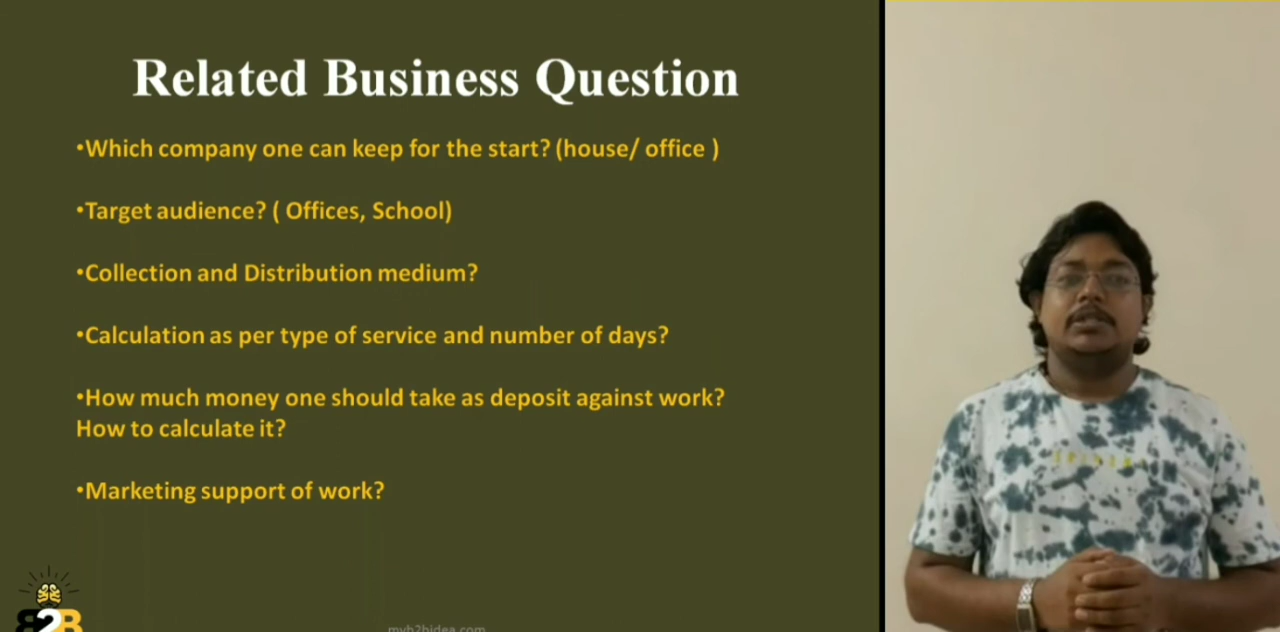 Related Business Question
•Which company one can keep for the start? (house/ office )
•Target audience? ( Offices, School)
•Collection and Distribution medium?
•Calculation as per type of service and number of days?
•How much money one should take as deposit against work?
How to calculate it?
•Marketing support of work?
B2B
myb2bidea.com